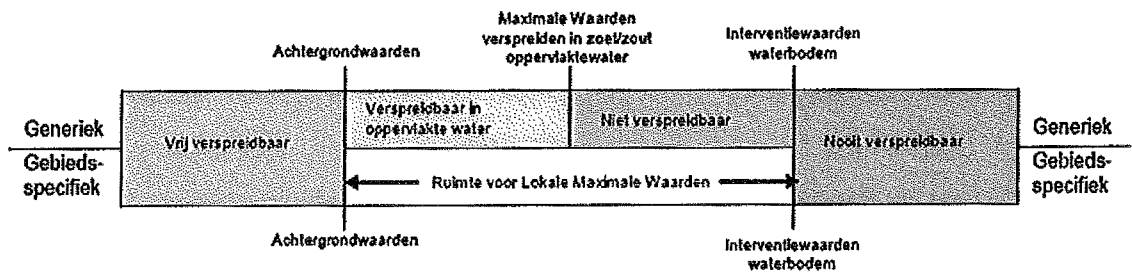 Maximale Waarden
verspreiden in zoet/zout
oppervlaktewater
Achtergrondwaarden
Interventiewaarden
waterbodem
Generiek
Gebieds-
specifiek
Vrij verspreidbaar
Verspreidbaar in
oppervlakte water
Niet verspreidbaar
Nooit verspreidbaar
Ruimte voor Lokale Maximale Waarden
Generiek
Gebieds-
specifiek
Achtergrondwaarden
Interventiewaarden
waterbodem